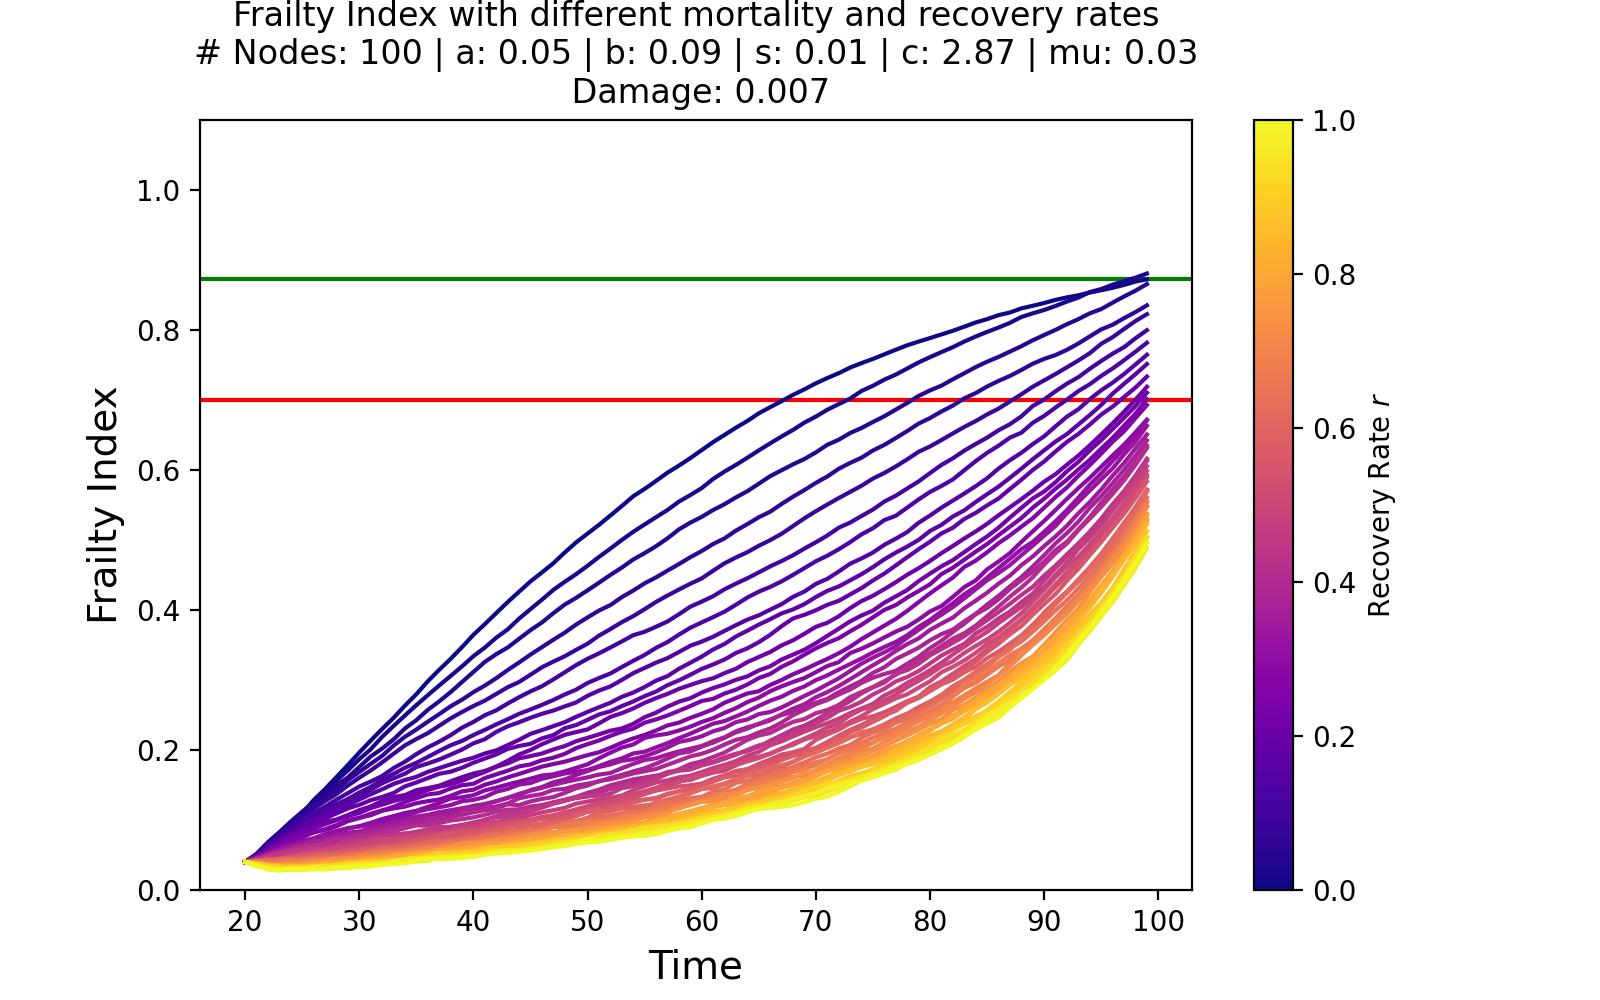 Frailty Index with different mortality and recovery rates
# Nodes: 100 | a: 0.05 | b: 0.09 | s: 0.01 | c: 2.87 | mu: 0.03
Damage: 0.007
Frailty Index
1.0
0.8
0.6
0.4
0.2
0.0
20 30 40 50 60 70 80 90 100
Time
1.0
0.8
0.6
0.4
0.2
0.0
Recovery Rate r